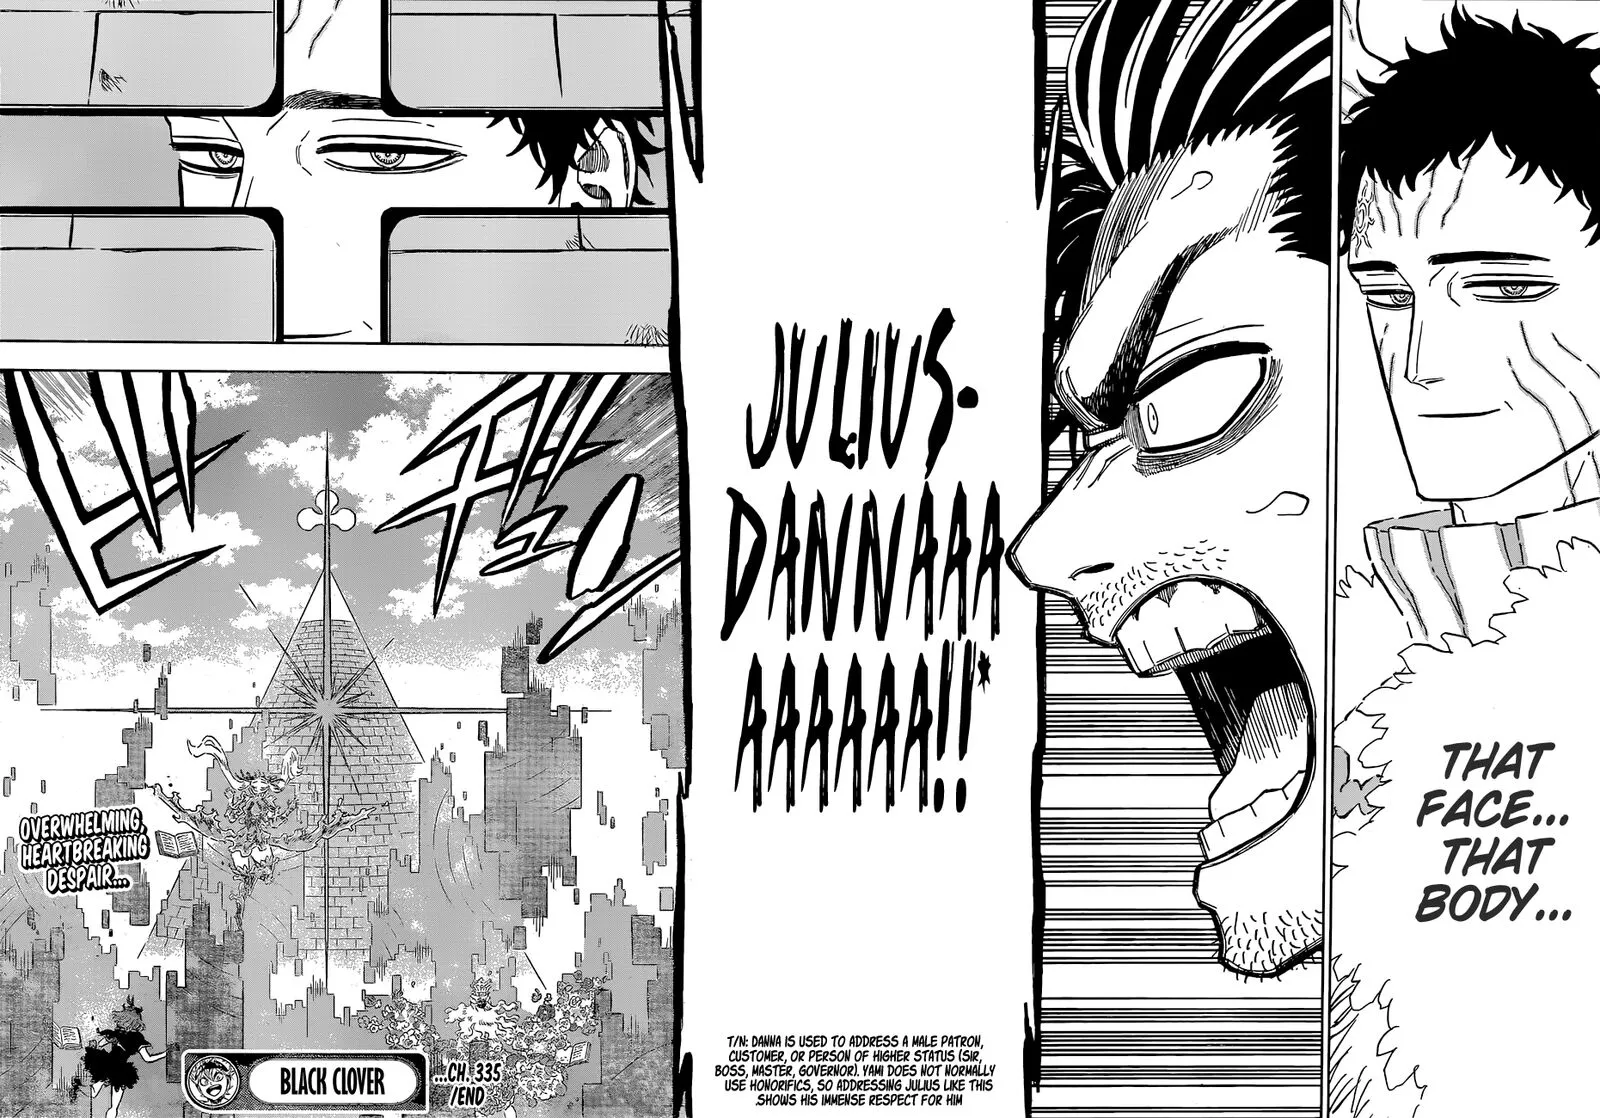 THAT
FACE...
THAT
BODY...
JULIUS-
DANNAAA
AAAAAAA!!*
T/N: DANNA IS USED TO ADDRESS A MALE PATRON,
CUSTOMER, OR PERSON OF HIGHER STATUS (SIR,
BOSS, MASTER, GOVERNOR). YAMI DOES NOT NORMALLY
USE HONORIFICS, SO ADDRESSING JULIUS LIKE THIS
.SHOWS HIS IMMENSE RESPECT FOR HIM
OVERWHELMING,
HEARTBREAKING
DESPAIR...
BLACK CLOVER
...CH. 335
/END